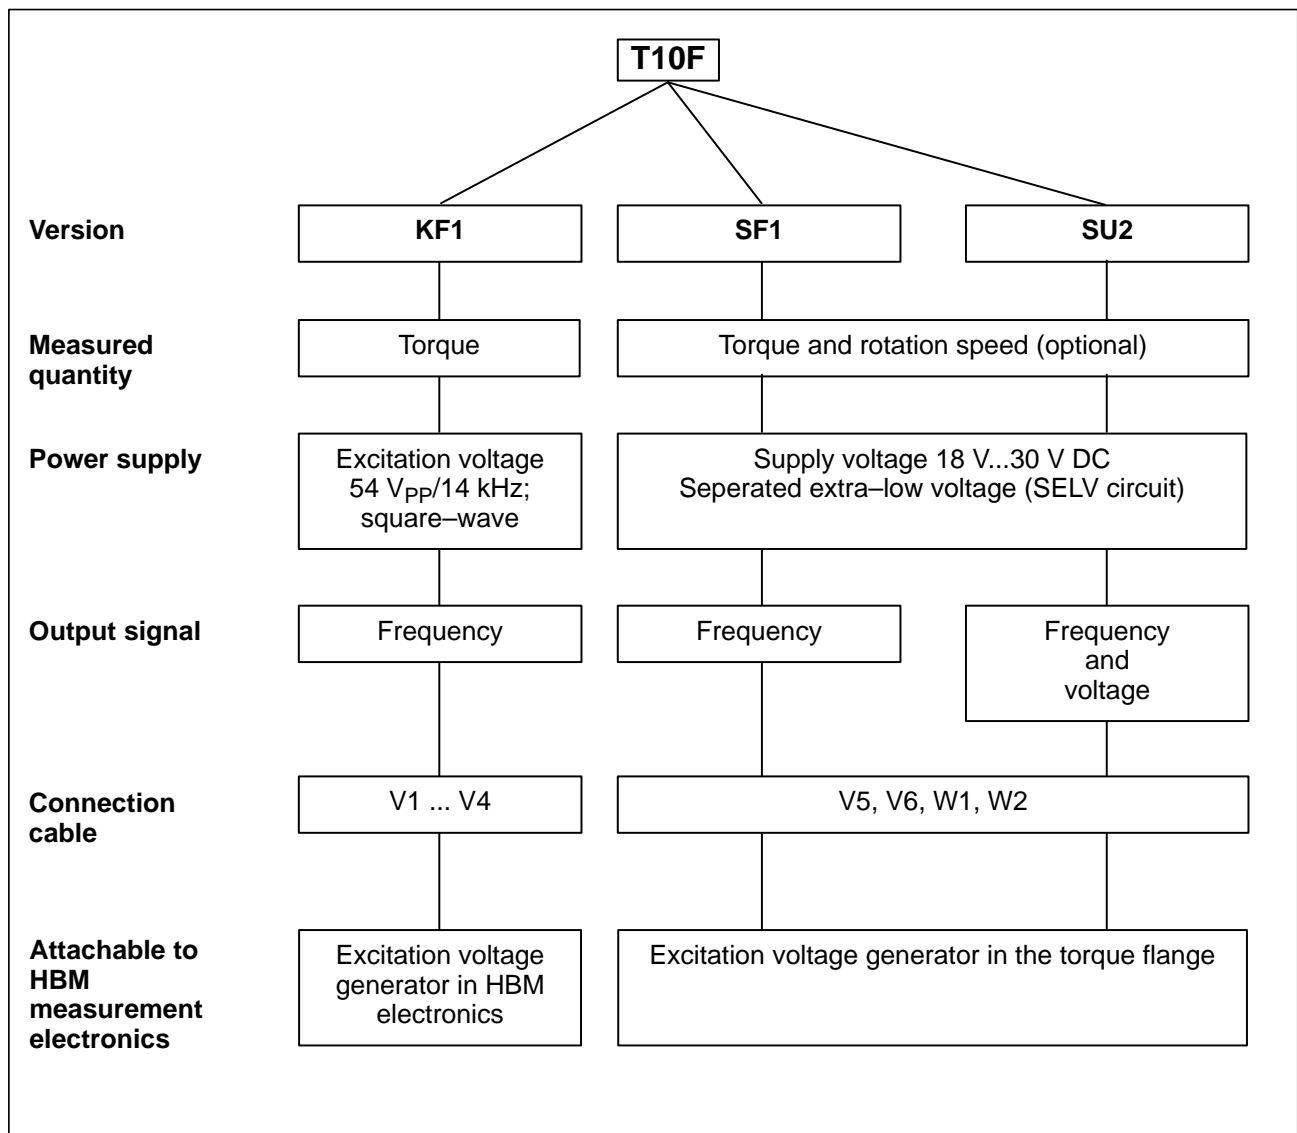 T10F
Version
KF1
SF1
SU2
Measured
quantity
Torque
Torque and rotation speed (optional)
Power supply
Excitation voltage
54 VPP/14 kHz;
square–wave
Supply voltage 18 V...30 V DC
Seperated extra–low voltage (SELV circuit)
Output signal
Frequency
Frequency
Frequency
and
voltage
Connection
cable
V1 ... V4
V5, V6, W1, W2
Attachable to
HBM
measurement
electronics
Excitation voltage
generator in HBM
electronics
Excitation voltage generator in the torque flange